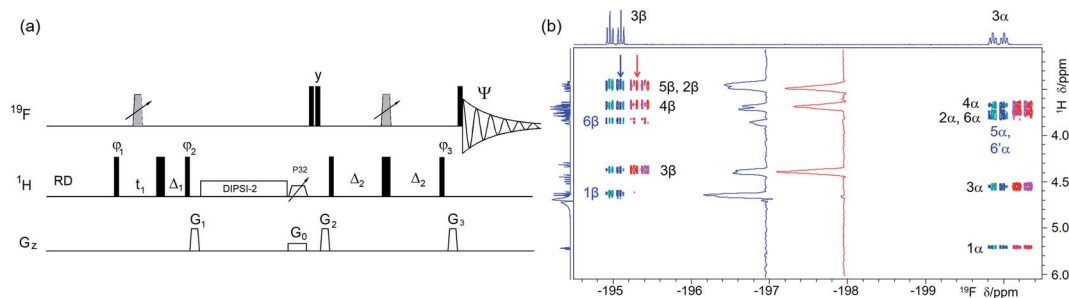 (a)
¹⁹F
y
Ψ
φ₁
φ₂
φ₃
¹H
RD
t₁
Δ₁
DIPSI-2
P32
Δ₂
Δ₂
G_z
G₁
G₀
G₂
G₃
(b)
3β
3α
5β, 2β
4β
6β
3β
1β
4α
2α, 6α
5α,
6'α
3α
1α
¹H δ/ppm
4.0
4.5
5.0
5.5
6.0
-195
-196
-197
-198
-199
¹⁹F δ/ppm